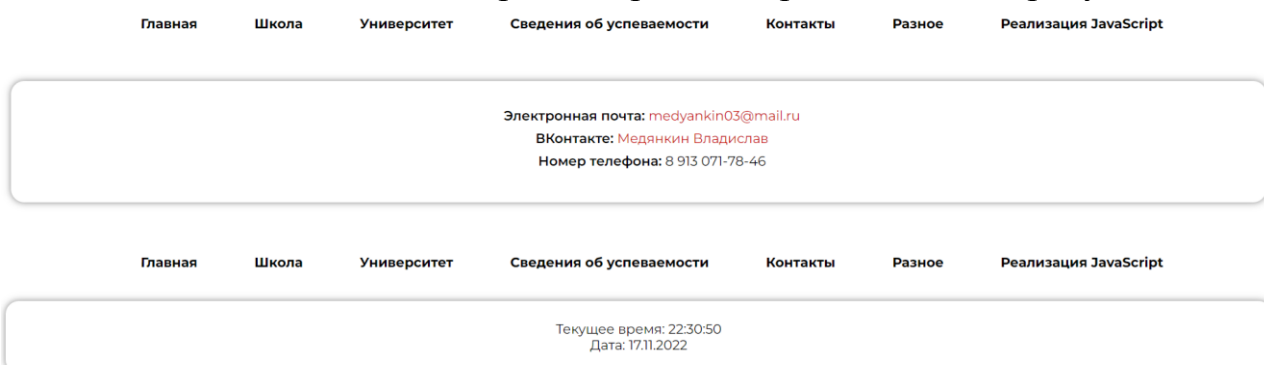 Главная Школа Университет Сведения об успеваемости Контакты Разное Реализация JavaScript
Электронная почта: medyankin03@mail.ru
ВКонтакте: Медянкин Владислав
Номер телефона: 8 913 071-78-46
Главная Школа Университет Сведения об успеваемости Контакты Разное Реализация JavaScript
Текущее время: 22:30:50
Дата: 17.11.2022